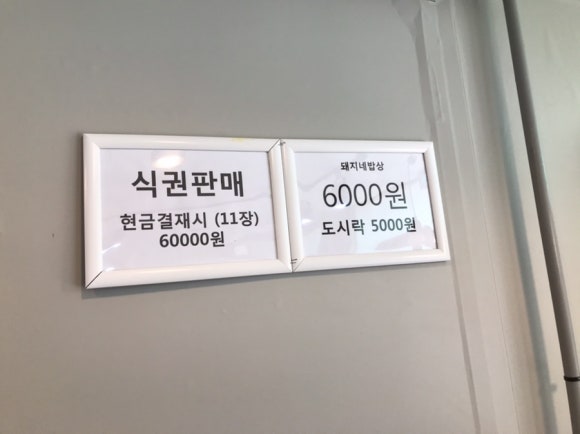 식권판매
현금결재시 (11장)
60000원
돼지네밥상
6000원
도시락 5000원